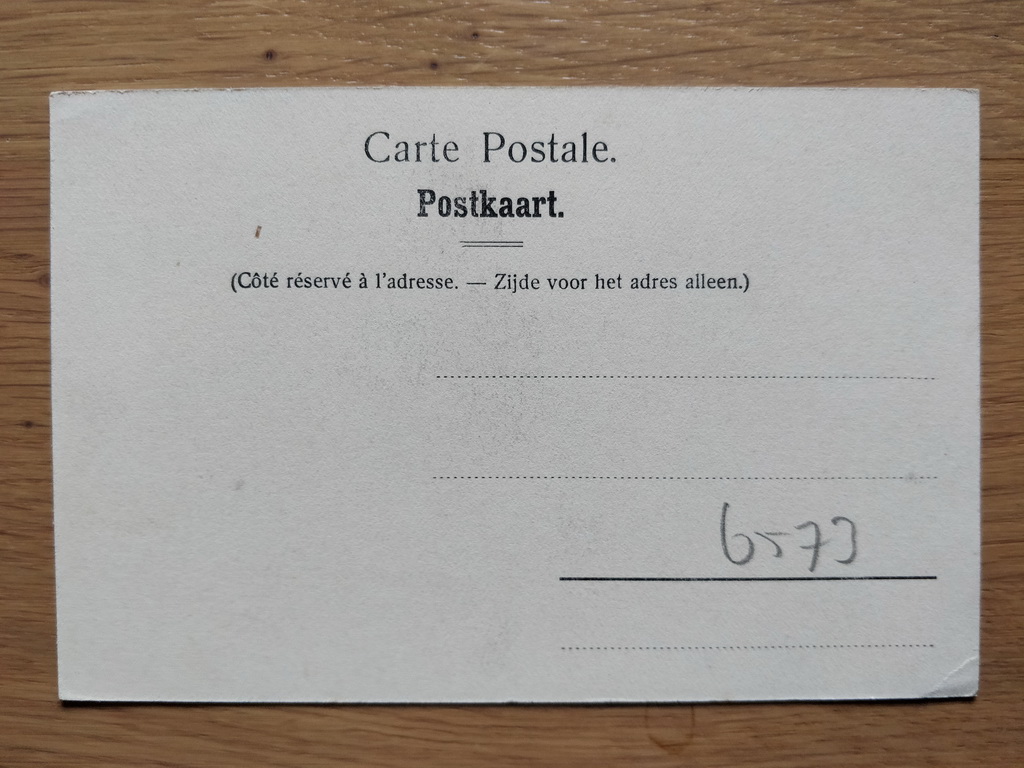 Carte Postale.
Postkaart.
(Côté réservé à l'adresse. — Zijde voor het adres alleen.)
6573